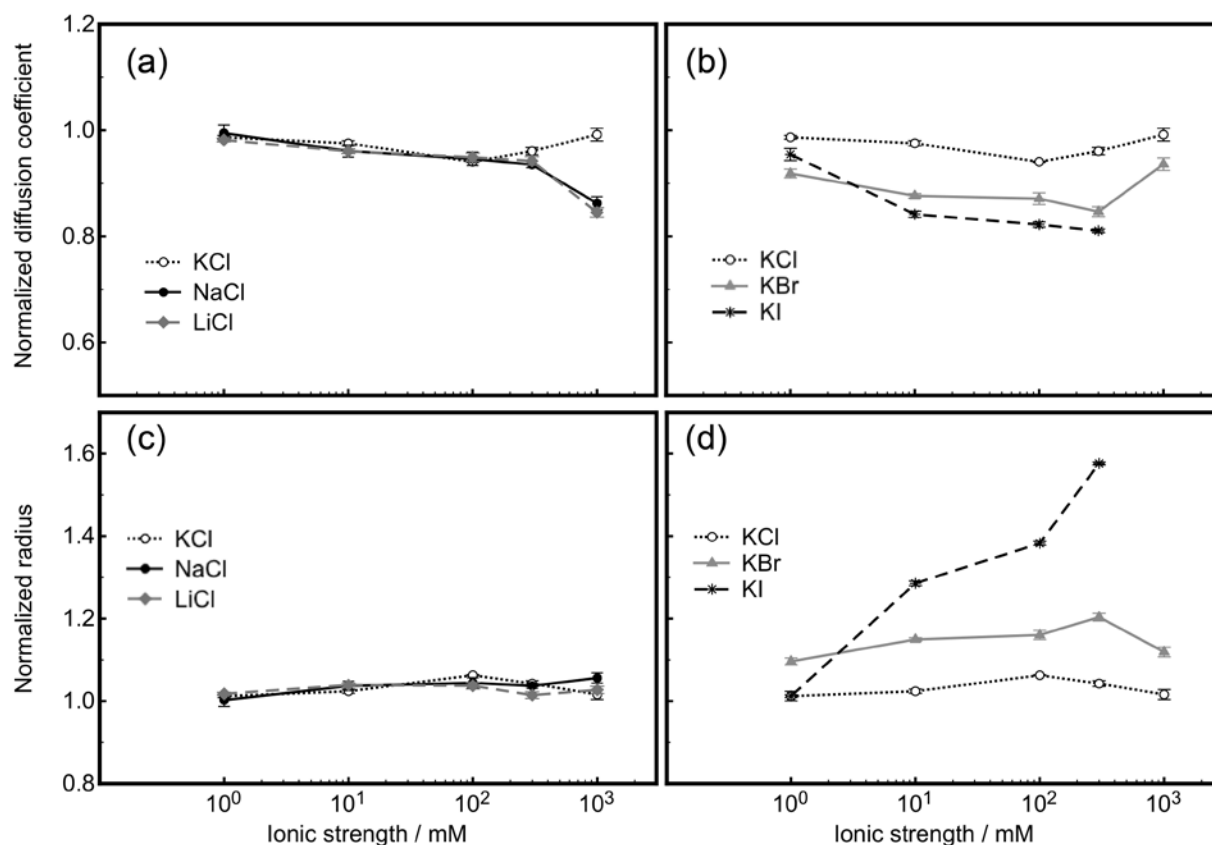 1.2
1.0
0.8
0.6
Normalized diffusion coefficient
(a)
KCl
NaCl
LiCl
(b)
KCl
KBr
KI
1.6
1.4
1.2
1.0
0.8
Normalized radius
(c)
KCl
NaCl
LiCl
(d)
KCl
KBr
KI
10⁰ 10¹ 10² 10³
Ionic strength / mM
10⁰ 10¹ 10² 10³
Ionic strength / mM